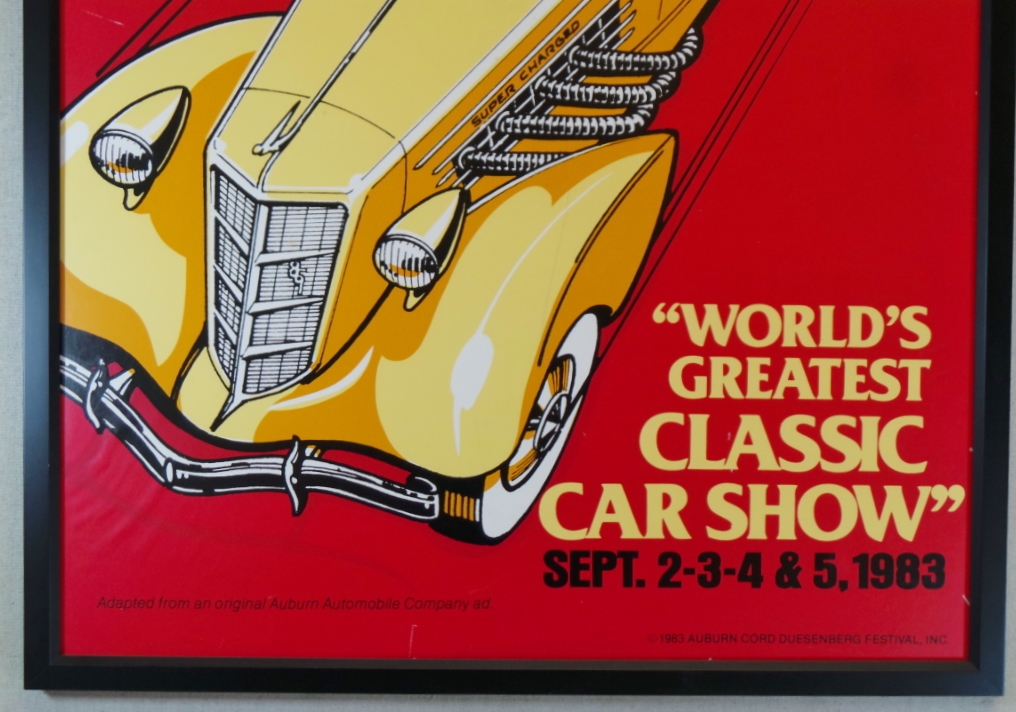 SUPER CHARGED
“WORLD’S
GREATEST
CLASSIC
CAR SHOW”
SEPT. 2-3-4 & 5, 1983
Adapted from an original Auburn Automobile Company ad
© 1983 AUBURN CORD DUESENBERG FESTIVAL, INC.